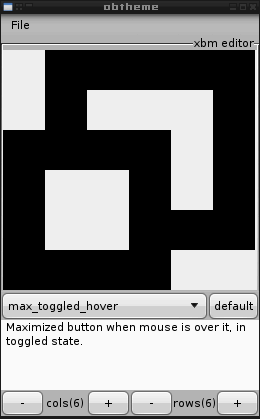 obtheme
File
xbm editor
max_toggled_hover
default
Maximized button when mouse is over it, in
toggled state.
- cols(6) + - rows(6) +